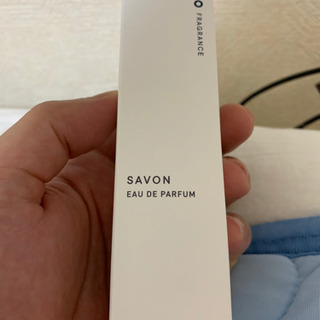 O FRAGRANCE
SAVON
EAU DE PARFUM